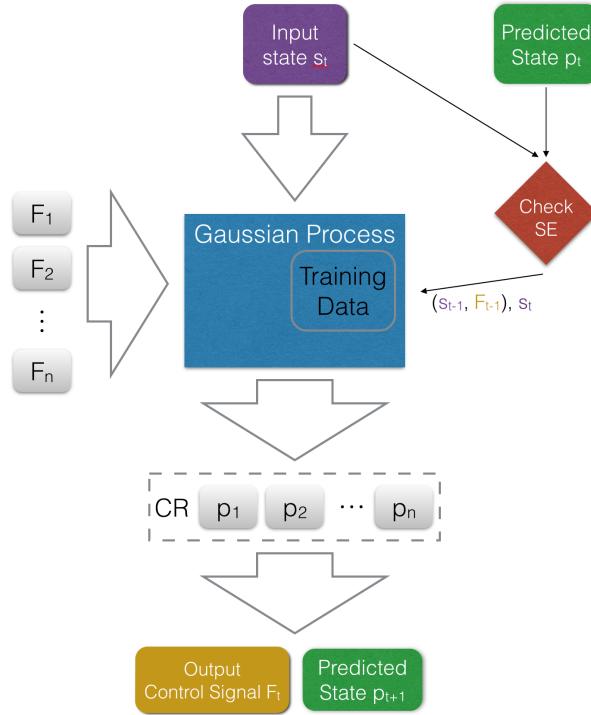 Input
state sₜ
Predicted
State pₜ
F₁
F₂
⋮
Fₙ
Gaussian Process
Training
Data
Check
SE
(sₜ₋₁, Fₜ₋₁), sₜ
CR p₁ p₂ ··· pₙ
Output
Control Signal Fₜ
Predicted
State pₜ₊₁